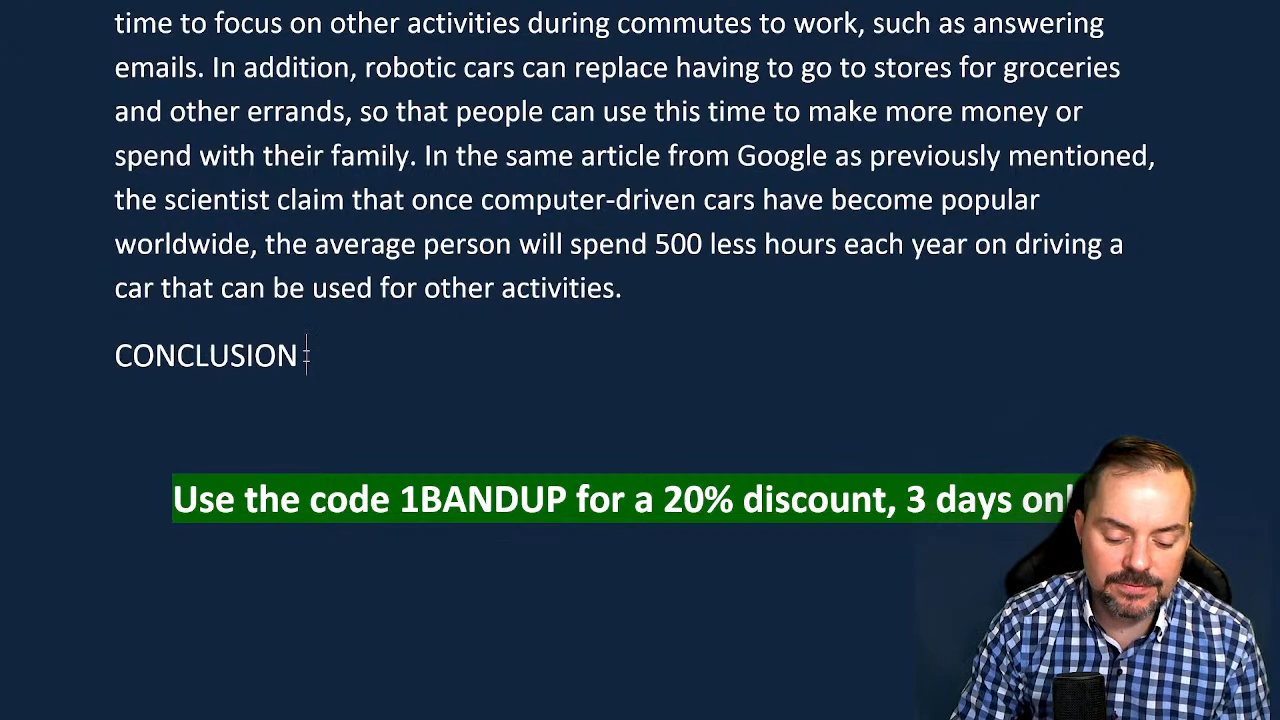 time to focus on other activities during commutes to work, such as answering
emails. In addition, robotic cars can replace having to go to stores for groceries
and other errands, so that people can use this time to make more money or
spend with their family. In the same article from Google as previously mentioned,
the scientist claim that once computer-driven cars have become popular
worldwide, the average person will spend 500 less hours each year on driving a
car that can be used for other activities.
CONCLUSION
Use the code 1BANDUP for a 20% discount, 3 days